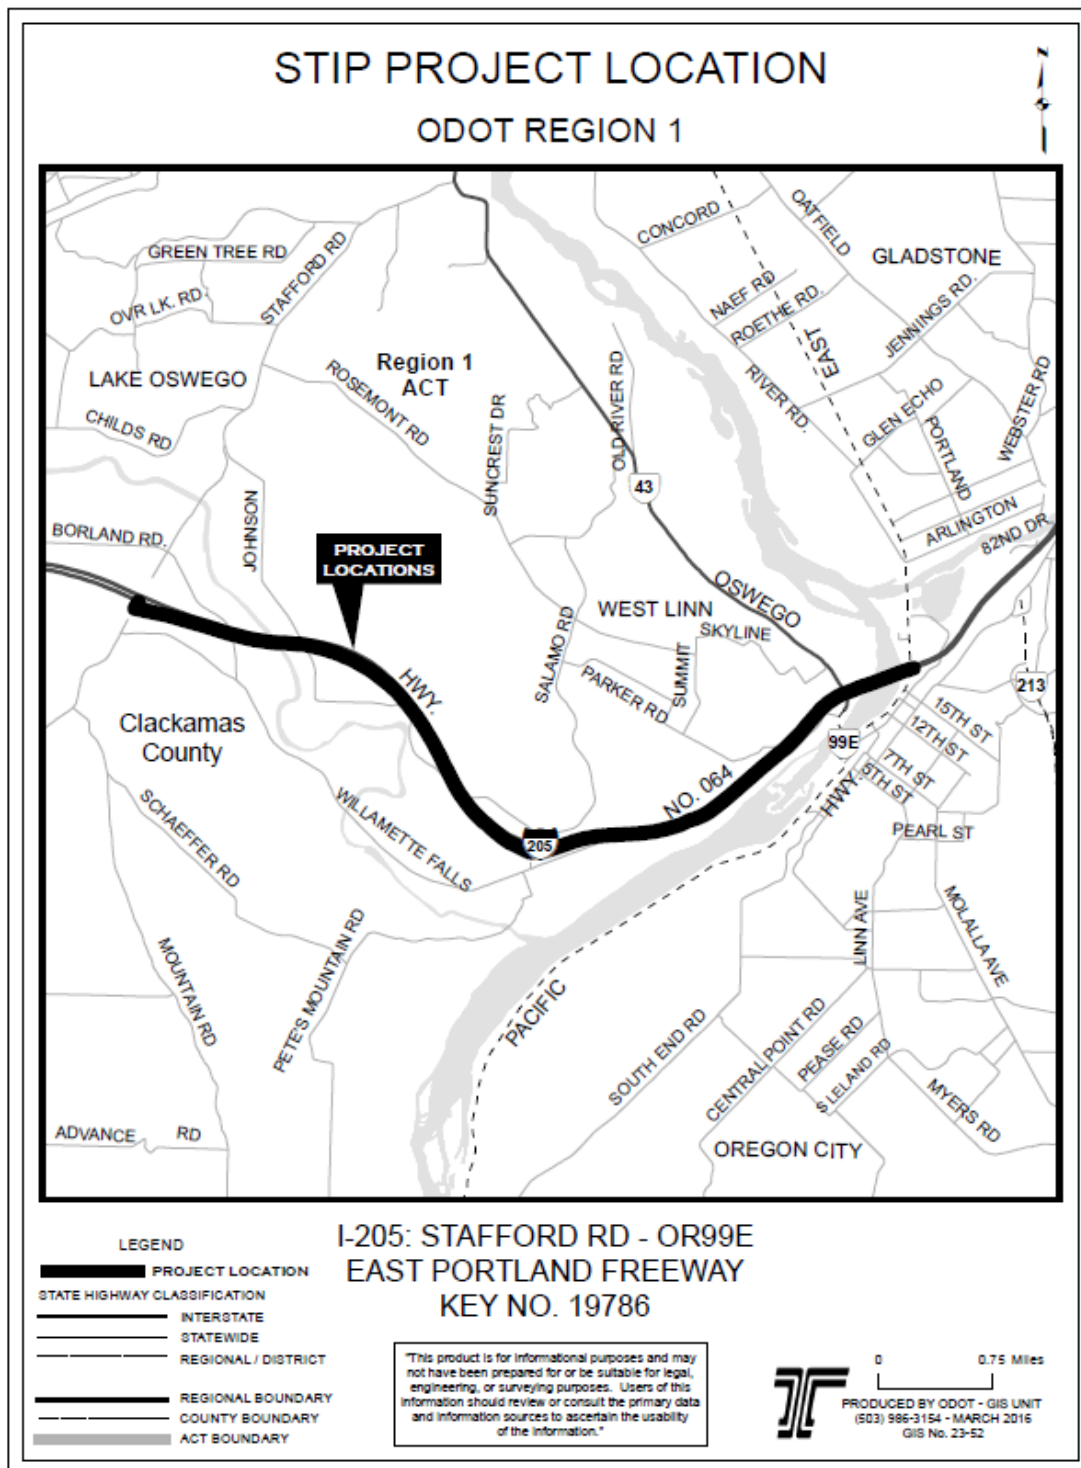 STIP PROJECT LOCATION
ODOT REGION 1
N
CONCORD
OATFIELD
GLADSTONE
GREEN TREE RD
STAFFORD RD
NAEF RD
ROETHE RD.
JENNINGS RD.
OVR LK. RD.
EAST
Region 1
ACT
LAKE OSWEGO
ROSEMONT RD
OLD RIVER RD
RIVER RD.
GLEN ECHO
PORTLAND
WEBSTER RD
CHILDS RD
SUNCREST DR
43
ARLINGTON
82ND DR
BORLAND RD.
JOHNSON
PROJECT
LOCATIONS
OSWEGO
WEST LINN
SKYLINE
SALAMO RD
SUMMIT
PARKER RD
HWY.
213
15TH ST
12TH ST
7TH ST
5TH ST
99E
HWY.
Clackamas
County
NO. 064
SCHAEFFER RD
WILLAMETTE FALLS
205
PEARL ST
MOLALLA AVE
LINN AVE
MOUNTAIN RD
PETE'S MOUNTAIN RD
PACIFIC
SOUTH END RD
CENTRAL POINT RD
PEASE RD
S LELAND RD
MYERS RD
ADVANCE RD
OREGON CITY
I-205: STAFFORD RD - OR99E
EAST PORTLAND FREEWAY
KEY NO. 19786
LEGEND
PROJECT LOCATION
STATE HIGHWAY CLASSIFICATION
INTERSTATE
STATEWIDE
REGIONAL / DISTRICT
REGIONAL BOUNDARY
COUNTY BOUNDARY
ACT BOUNDARY
"This product is for informational purposes and may
not have been prepared for or be suitable for legal,
engineering, or surveying purposes. Users of this
information should review or consult the primary data
and information sources to ascertain the usability
of the information."
0 0.75 Miles
PRODUCED BY ODOT - GIS UNIT
(503) 986-3154 - MARCH 2016
GIS No. 23-52